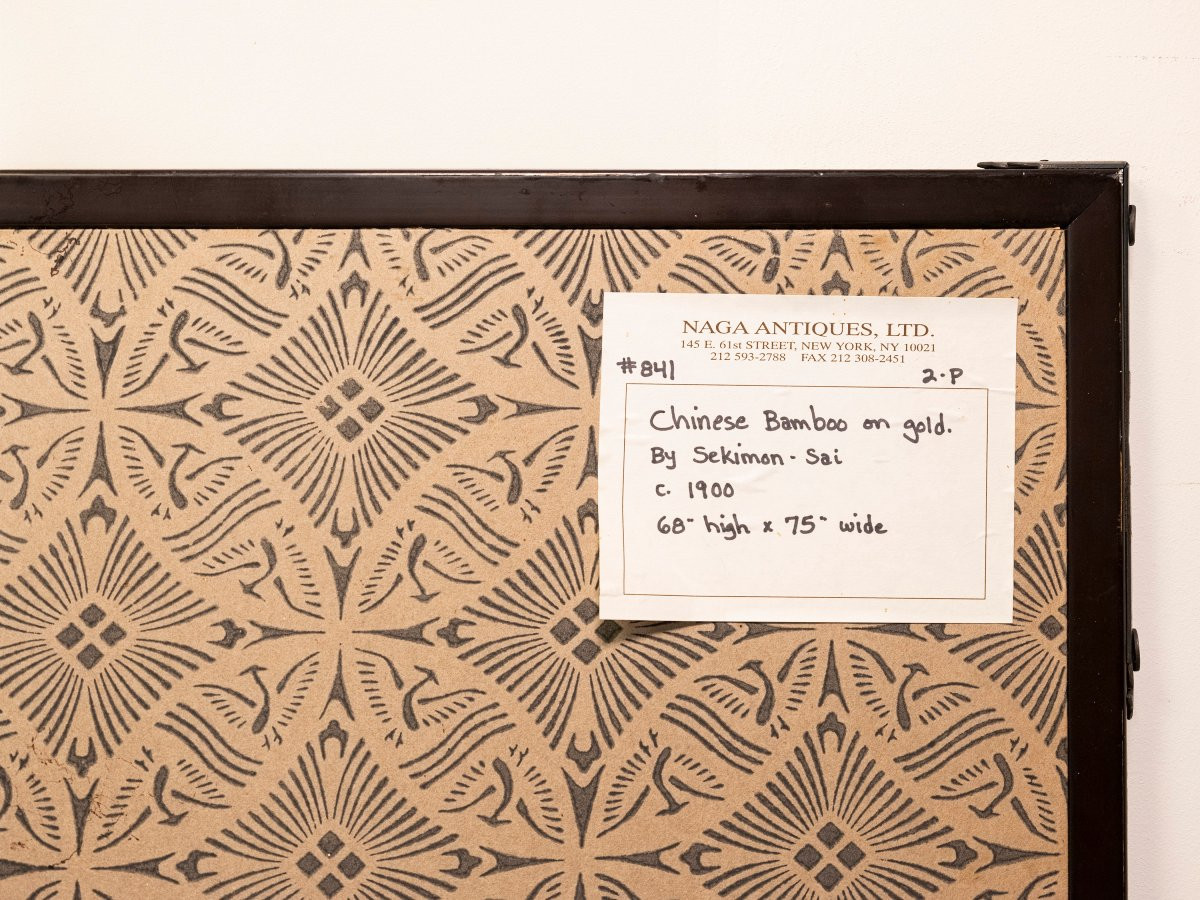 NAGA ANTIQUES, LTD.
145 E. 61st STREET, NEW YORK, NY 10021
212 593-2788 FAX 212 308-2451
#841 2-P
Chinese Bamboo on gold.
By Sekimon-Sai
c. 1900
68" high x 75" wide